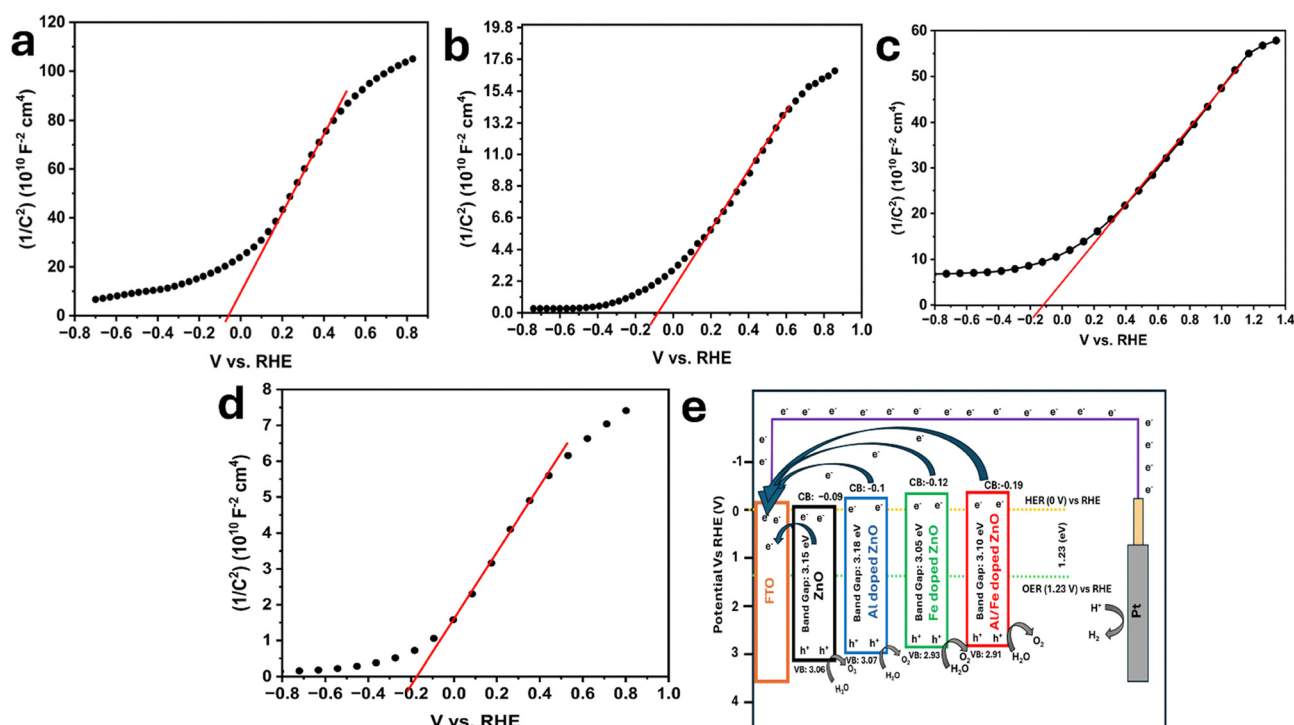 a
120
100
80
60
40
20
0
(1/C²) (10¹⁰ F⁻² cm⁴)
−0.8 −0.6 −0.4 −0.2 0.0 0.2 0.4 0.6 0.8
V vs. RHE
b
19.8
17.6
15.4
13.2
11.0
8.8
6.6
4.4
2.2
0.0
(1/C²) (10¹⁰ F⁻² cm⁴)
−0.8 −0.6 −0.4 −0.2 0.0 0.2 0.4 0.6 0.8 1.0
V vs. RHE
c
60
50
40
30
20
10
0
(1/C²) (10¹⁰ F⁻² cm⁴)
−0.8 −0.6 −0.4 −0.2 0.0 0.2 0.4 0.6 0.8 1.0 1.2 1.4
V vs. RHE
d
8
7
6
5
4
3
2
1
0
(1/C²) (10¹⁰ F⁻² cm⁴)
−0.8 −0.6 −0.4 −0.2 0.0 0.2 0.4 0.6 0.8 1.0
V vs. RHE
e
e⁻ e⁻ e⁻ e⁻ e⁻ e⁻ e⁻ e⁻ e⁻ e⁻ e⁻
e⁻
e⁻
e⁻
e⁻
e⁻
e⁻
e⁻
e⁻
e⁻
Potential Vs RHE (V)
-1
0
1
2
3
4
CB: −0.09
CB:-0.1
CB:-0.12
CB:-0.19
HER (0 V) vs RHE
1.23 (eV)
OER (1.23 V) vs RHE
e⁻ e⁻
e⁻
FTO
e⁻ e⁻
Band Gap: 3.15 eV
ZnO
h⁺ h⁺
VB: 3.06
e⁻ e⁻
Band Gap: 3.18 eV
Al doped ZnO
h⁺ h⁺
VB: 3.07
e⁻ e⁻
Band Gap: 3.05 eV
Fe doped ZnO
h⁺ h⁺
VB: 2.93
e⁻ e⁻
Band Gap: 3.10 eV
Al/Fe doped ZnO
h⁺ h⁺
VB: 2.91
O₂
H₂O
O₂
H₂O
O₂
H₂O
O₂
H₂O
H⁺
H₂
Pt